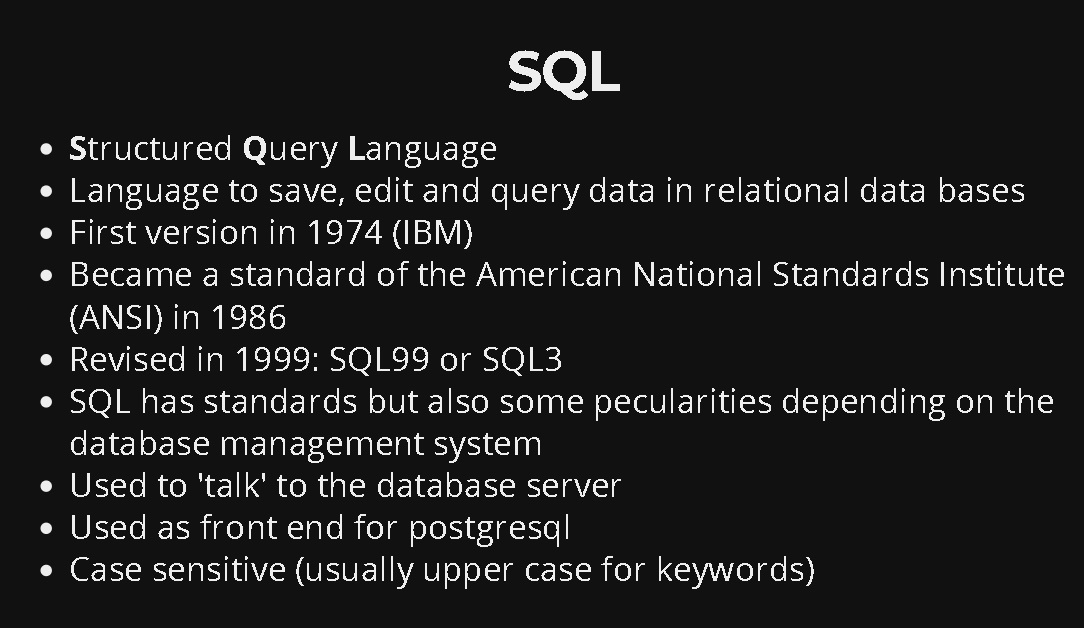 SQL
Structured Query Language
Language to save, edit and query data in relational data bases
First version in 1974 (IBM)
Became a standard of the American National Standards Institute
(ANSI) in 1986
Revised in 1999: SQL99 or SQL3
SQL has standards but also some pecularities depending on the
database management system
Used to 'talk' to the database server
Used as front end for postgresql
Case sensitive (usually upper case for keywords)